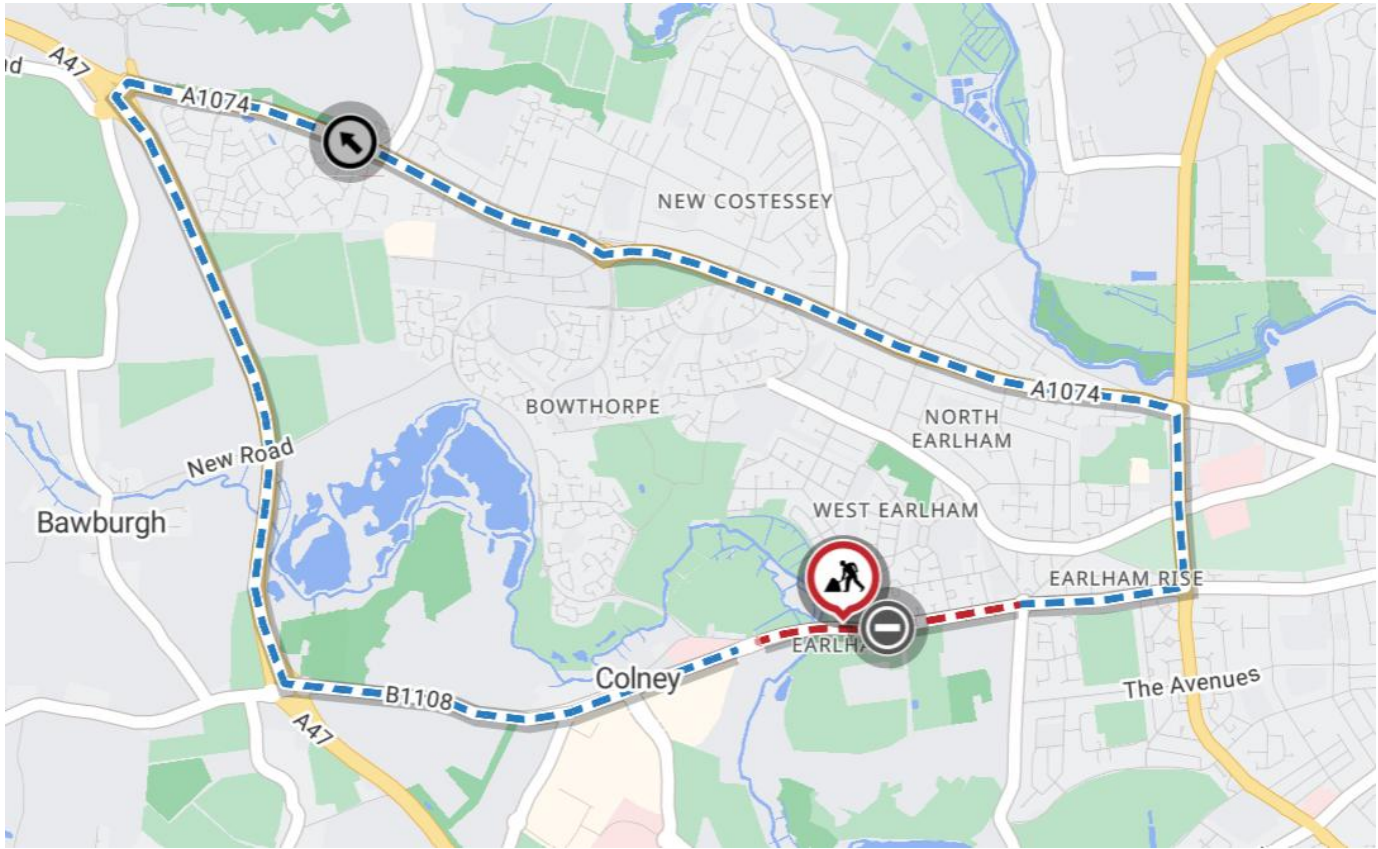 A47
d
A1074
NEW COSTESSEY
A1074
BOWTHORPE
NORTH
EARLHAM
New Road
Bawburgh
WEST EARLHAM
EARLHAM RISE
EARLHA
Colney
The Avenues
B1108
A47